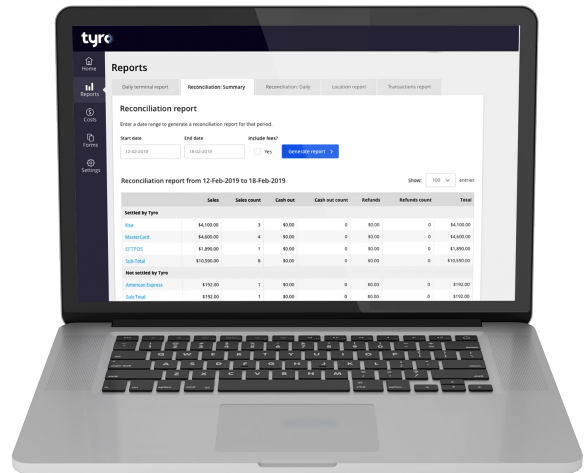 tyro
Home
Reports
Costs
Forms
Settings
Reports
Daily terminal report Reconciliation: Summary Reconciliation: Daily Location report Transactions report
Reconciliation report
Enter a date range to generate a reconciliation report for that period.
Start date End date Include fees?
12-02-2019 18-02-2019 Yes Generate report >
Reconciliation report from 12-Feb-2019 to 18-Feb-2019 Show: 100 entries
Sales Sales count Cash out Cash out count Refunds Refunds count Total
Settled by Tyro
Visa $4,100.00 3 $0.00 0 $0.00 0 $4,100.00
MasterCard $4,600.00 4 $0.00 0 $0.00 0 $4,600.00
EFTPOS $1,890.00 1 $0.00 0 $0.00 0 $1,890.00
Sub-Total $10,590.00 8 $0.00 0 $0.00 0 $10,590.00
Not settled by Tyro
American Express $192.00 1 $0.00 0 $0.00 0 $192.00
Sub-Total $192.00 1 $0.00 0 $0.00 0 $192.00